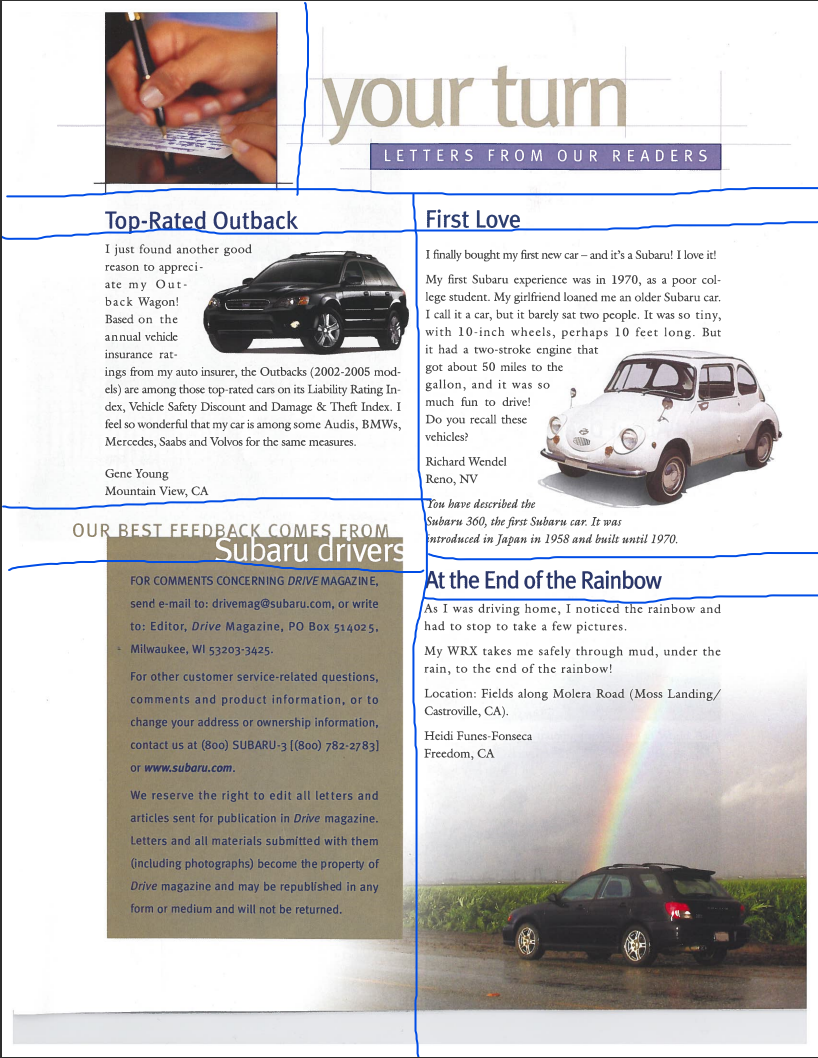 your turn
LETTERS FROM OUR READERS
Top-Rated Outback
I just found another good
reason to appreci-
ate my Out-
back Wagon!
Based on the
annual vehicle
insurance rat-
ings from my auto insurer, the Outbacks (2002-2005 mod-
els) are among those top-rated cars on its Liability Rating In-
dex, Vehicle Safety Discount and Damage & Theft Index. I
feel so wonderful that my car is among some Audis, BMWs,
Mercedes, Saabs and Volvos for the same measures.
Gene Young
Mountain View, CA
OUR BEST FEEDBACK COMES FROM
Subaru drivers
FOR COMMENTS CONCERNING DRIVE MAGAZINE,
send e-mail to: drivemag@subaru.com, or write
to: Editor, Drive Magazine, PO Box 514025,
Milwaukee, WI 53203-3425.
For other customer service-related questions,
comments and product information, or to
change your address or ownership information,
contact us at (800) SUBARU-3 [(800) 782-2783]
or www.subaru.com.
We reserve the right to edit all letters and
articles sent for publication in Drive magazine.
Letters and all materials submitted with them
(including photographs) become the property of
Drive magazine and may be republished in any
form or medium and will not be returned.
First Love
I finally bought my first new car – and it's a Subaru! I love it!
My first Subaru experience was in 1970, as a poor col-
lege student. My girlfriend loaned me an older Subaru car.
I call it a car, but it barely sat two people. It was so tiny,
with 10-inch wheels, perhaps 10 feet long. But
it had a two-stroke engine that
got about 50 miles to the
gallon, and it was so
much fun to drive!
Do you recall these
vehicles?
Richard Wendel
Reno, NV
You have described the
Subaru 360, the first Subaru car. It was
introduced in Japan in 1958 and built until 1970.
At the End of the Rainbow
As I was driving home, I noticed the rainbow and
had to stop to take a few pictures.
My WRX takes me safely through mud, under the
rain, to the end of the rainbow!
Location: Fields along Molera Road (Moss Landing/
Castroville, CA).
Heidi Funes-Fonseca
Freedom, CA